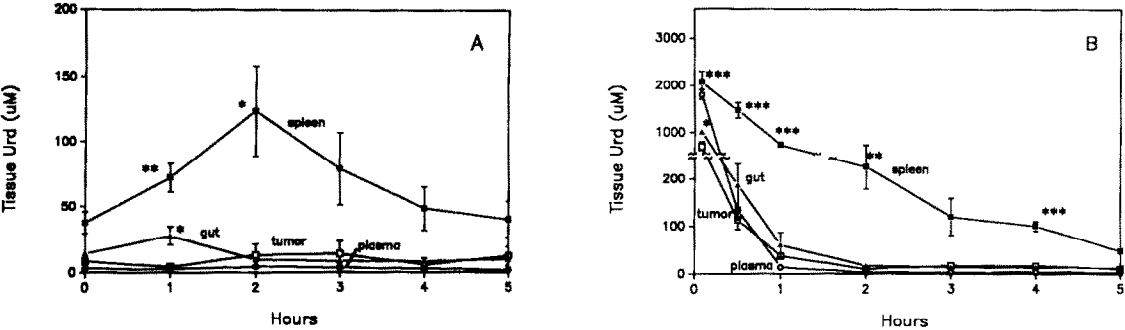 200
150
100
50
0
Tissue Urd (uM)
A
*
**
*
spleen
gut
tumor
plasma
0 1 2 3 4 5
Hours
3000
2000
1000
200
100
0
Tissue Urd (uM)
B
***
***
***
*
**
***
spleen
gut
tumor
plasma
0 1 2 3 4 5
Hours